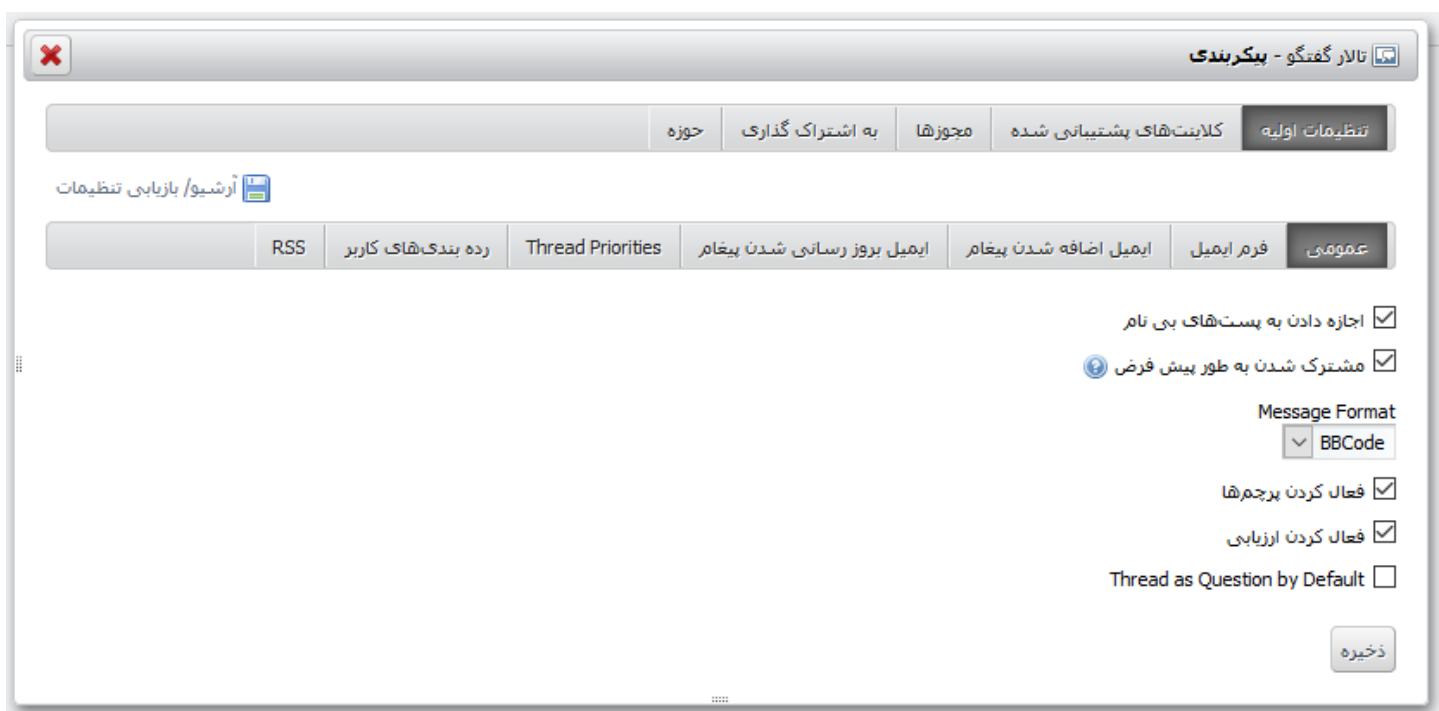 تالار گفتگو - پیکربندی
تنظیمات اولیه کلاینت‌های پشتیبانی شده مجوزها به اشتراک گذاری حوزه
آرشیو/ بازیابی تنظیمات
عمومی فرم ایمیل ایمیل اضافه شدن پیغام ایمیل بروز رسانی شدن پیغام Thread Priorities رده بندی‌های کاربر RSS
اجازه دادن به پست‌های بی نام
مشترک شدن به طور پیش فرض
Message Format
BBCode
فعال کردن پرچم‌ها
فعال کردن ارزیابی
Thread as Question by Default
ذخیره